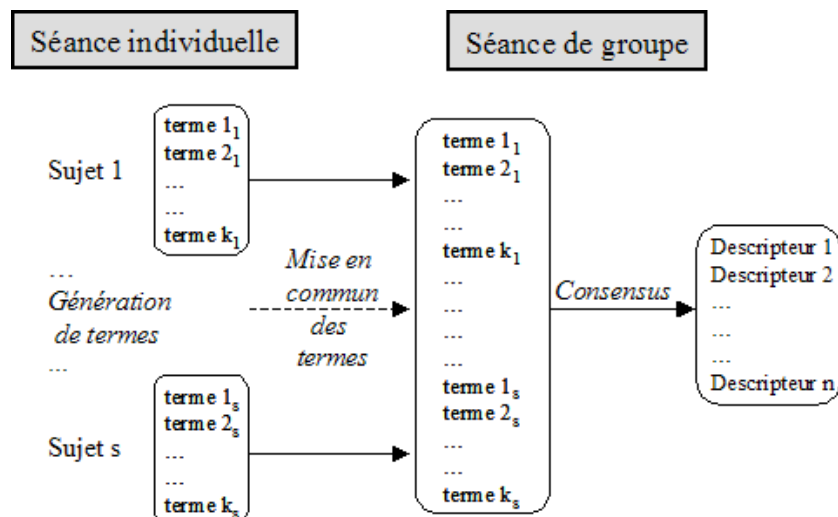 Séance individuelle
Séance de groupe
Sujet 1
terme 1₁
terme 2₁
...
...
terme k₁
...
Génération
de termes
...
Sujet s
terme 1ₛ
terme 2ₛ
...
...
terme kₛ
Mise en
commun
des
termes
terme 1₁
terme 2₁
...
...
terme k₁
...
...
...
...
terme 1ₛ
terme 2ₛ
...
...
terme kₛ
Consensus
Descripteur 1
Descripteur 2
...
...
...
Descripteur n